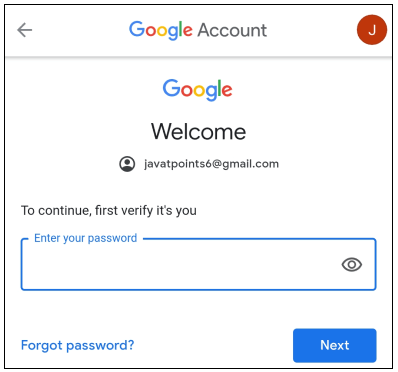 Google Account
J
Google
Welcome
javatpoints6@gmail.com
To continue, first verify it's you
Enter your password
Forgot password?
Next